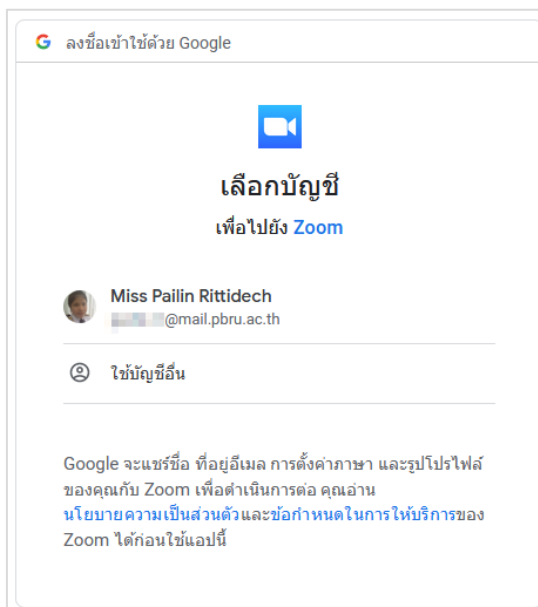 ลงชื่อเข้าใช้ด้วย Google
เลือกบัญชี
เพื่อไปยัง Zoom
Miss Pailin Rittidech
@mail.pbru.ac.th
ใช้บัญชีอื่น
Google จะแชร์ชื่อ ที่อยู่อีเมล การตั้งค่าภาษา และรูปโปรไฟล์
ของคุณกับ Zoom เพื่อดำเนินการต่อ คุณอ่าน
นโยบายความเป็นส่วนตัวและข้อกำหนดในการให้บริการของ
Zoom ได้ก่อนใช้แอปนี้